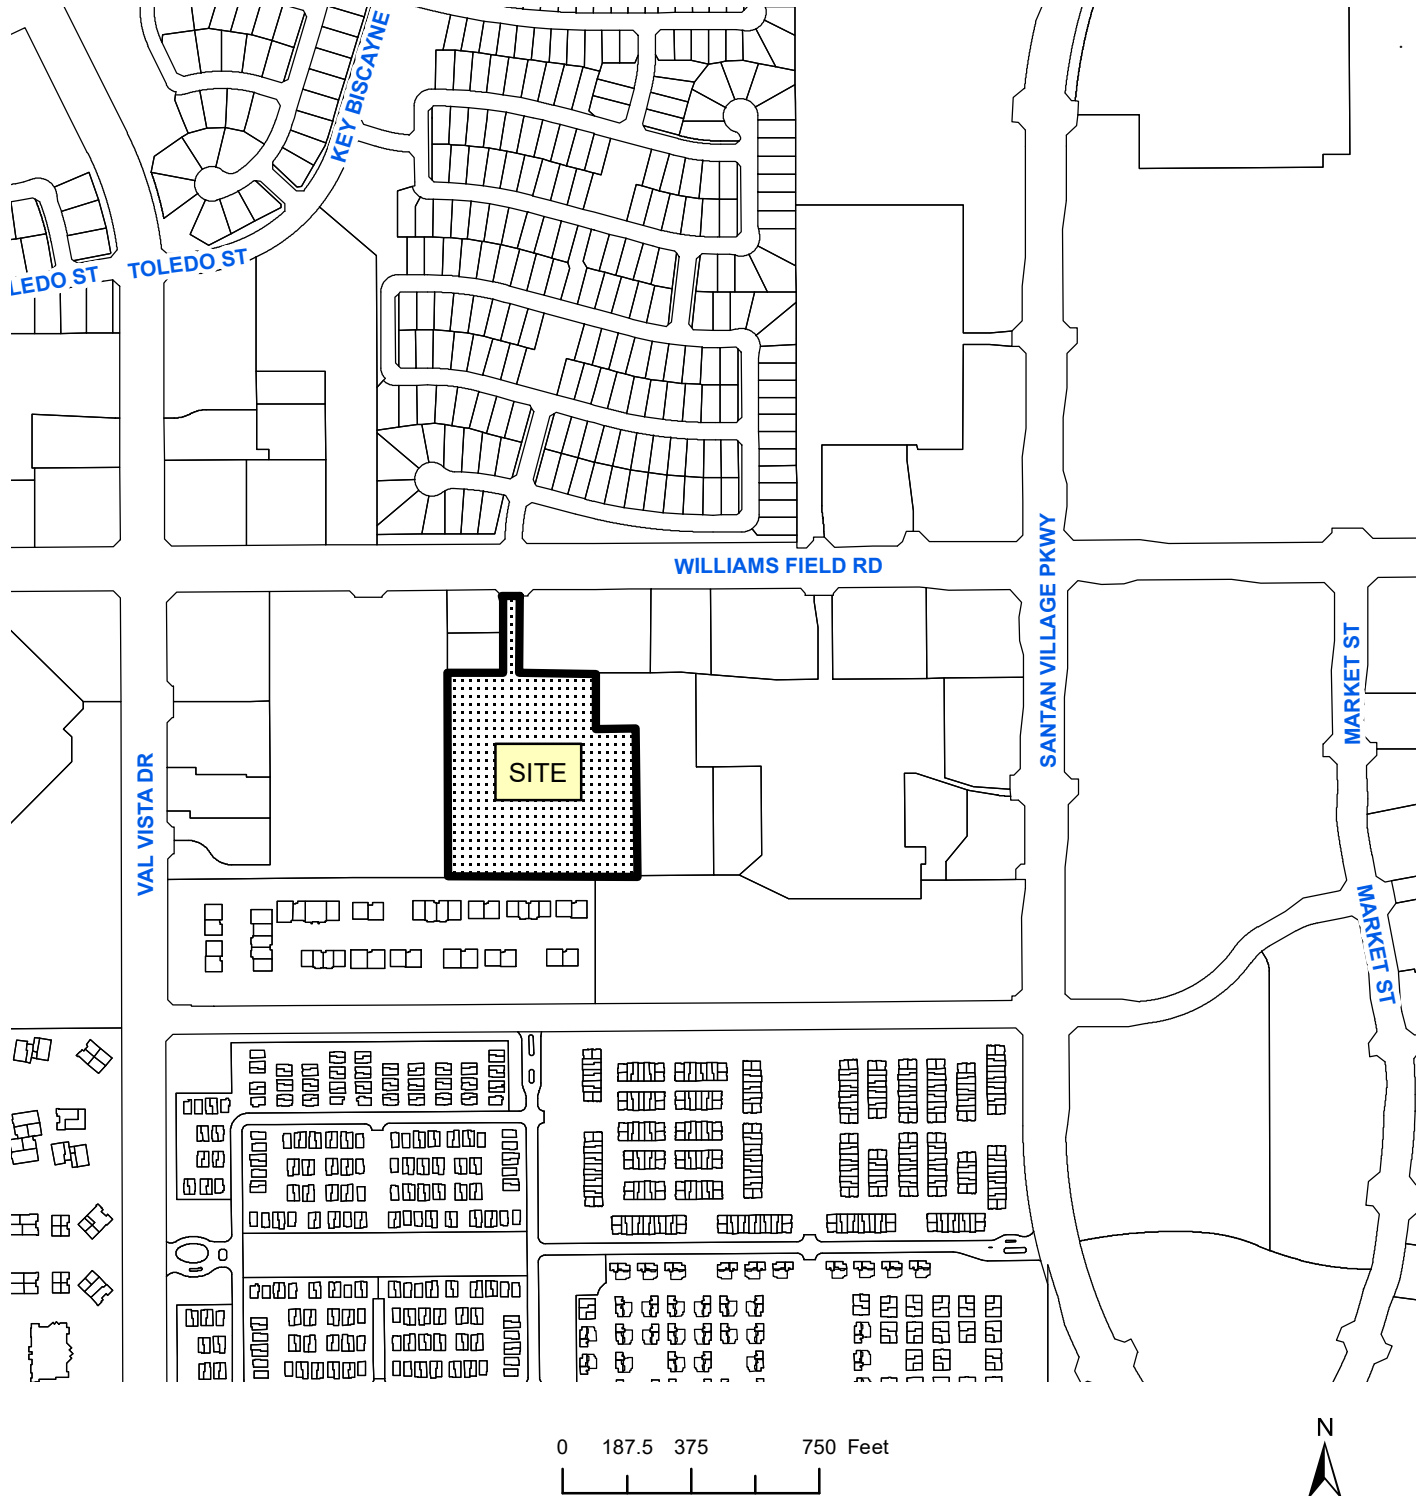 KEY BISCAYNE
LEDO ST
TOLEDO ST
WILLIAMS FIELD RD
SANTAN VILLAGE PKWY
MARKET ST
VAL VISTA DR
SITE
MARKET ST
0 187.5 375 750 Feet
N